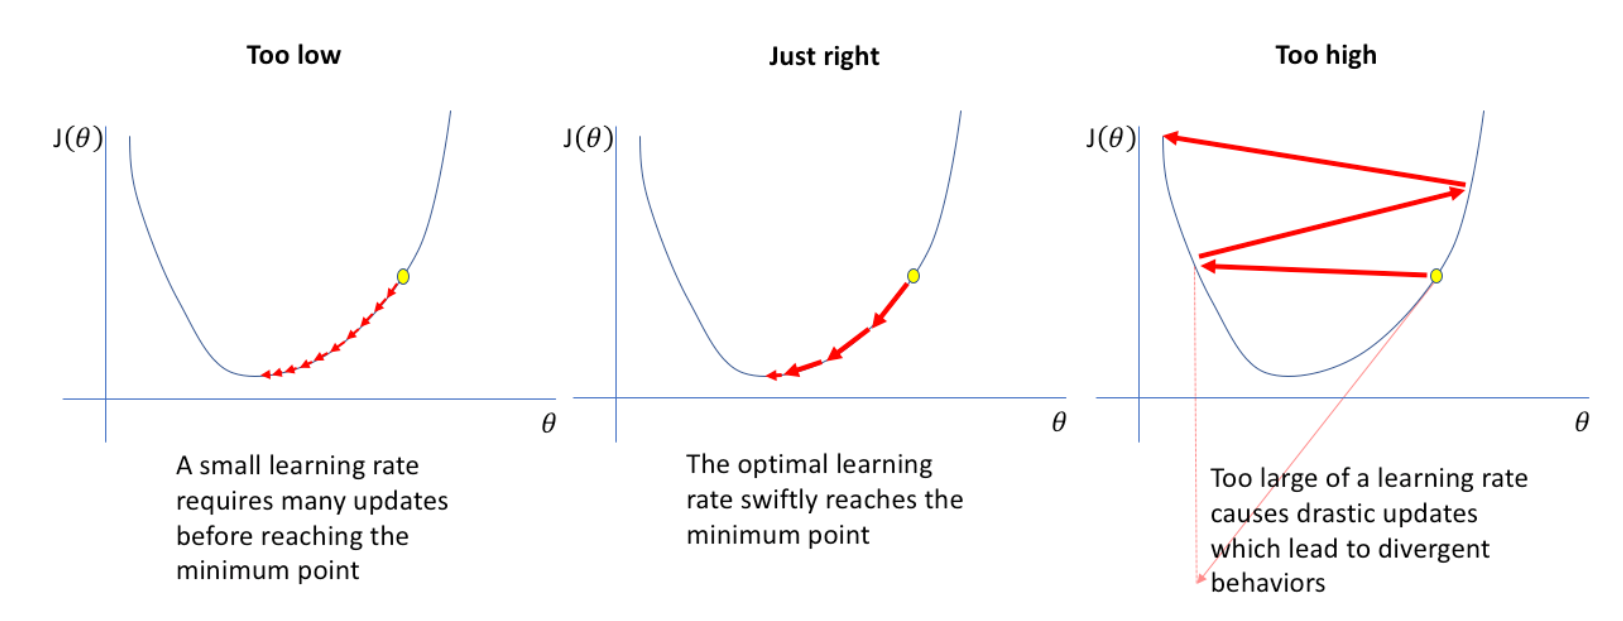 Too low
Just right
Too high
J(θ)
J(θ)
J(θ)
θ
θ
θ
A small learning rate
requires many updates
before reaching the
minimum point
The optimal learning
rate swiftly reaches the
minimum point
Too large of a learning rate
causes drastic updates
which lead to divergent
behaviors